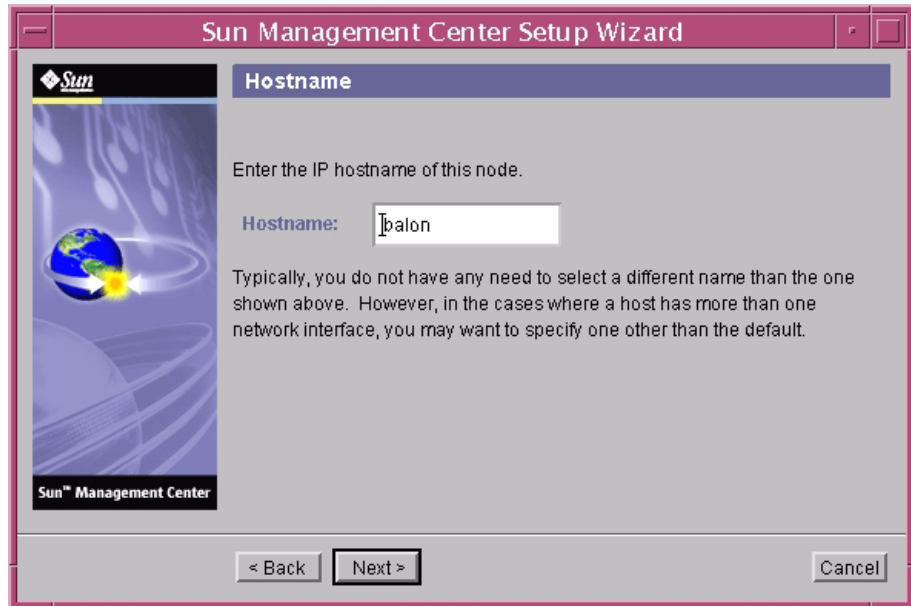 Sun Management Center Setup Wizard
Sun
Hostname
Enter the IP hostname of this node.
Hostname:
balon
Typically, you do not have any need to select a different name than the one
shown above. However, in the cases where a host has more than one
network interface, you may want to specify one other than the default.
Sun™ Management Center
< Back
Next >
Cancel